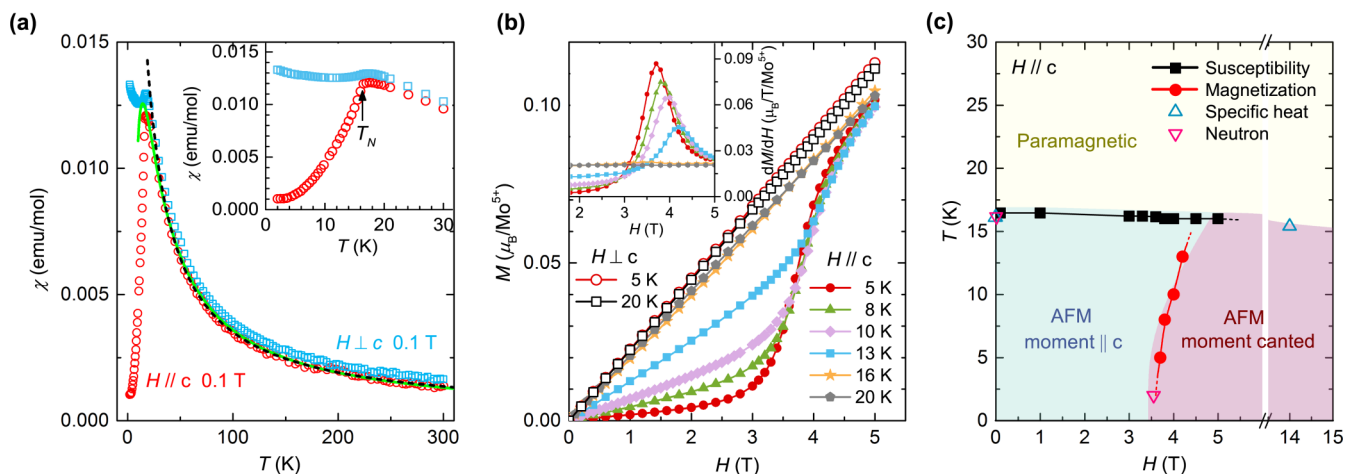 (a)
0.015
0.010
0.005
0.000
χ (emu/mol)
0
100
200
300
T (K)
H⊥c 0.1 T
H//c 0.1 T
0.015
0.010
0.005
0.000
χ (emu/mol)
T_N
0
10
20
30
T (K)
(b)
0.10
0.05
0.00
M (μ_B/Mo⁵⁺)
0
1
2
3
4
5
H (T)
0.09
0.06
0.03
0.00
dM/dH (μ_B/T/Mo⁵⁺)
2
3
4
5
H (T)
H⊥c
5 K
20 K
H//c
5 K
8 K
10 K
13 K
16 K
20 K
(c)
30
25
20
15
10
5
0
T (K)
H//c
Susceptibility
Magnetization
Specific heat
Neutron
Paramagnetic
AFM
moment || c
AFM
moment canted
0
1
2
3
4
5
14
15
H (T)